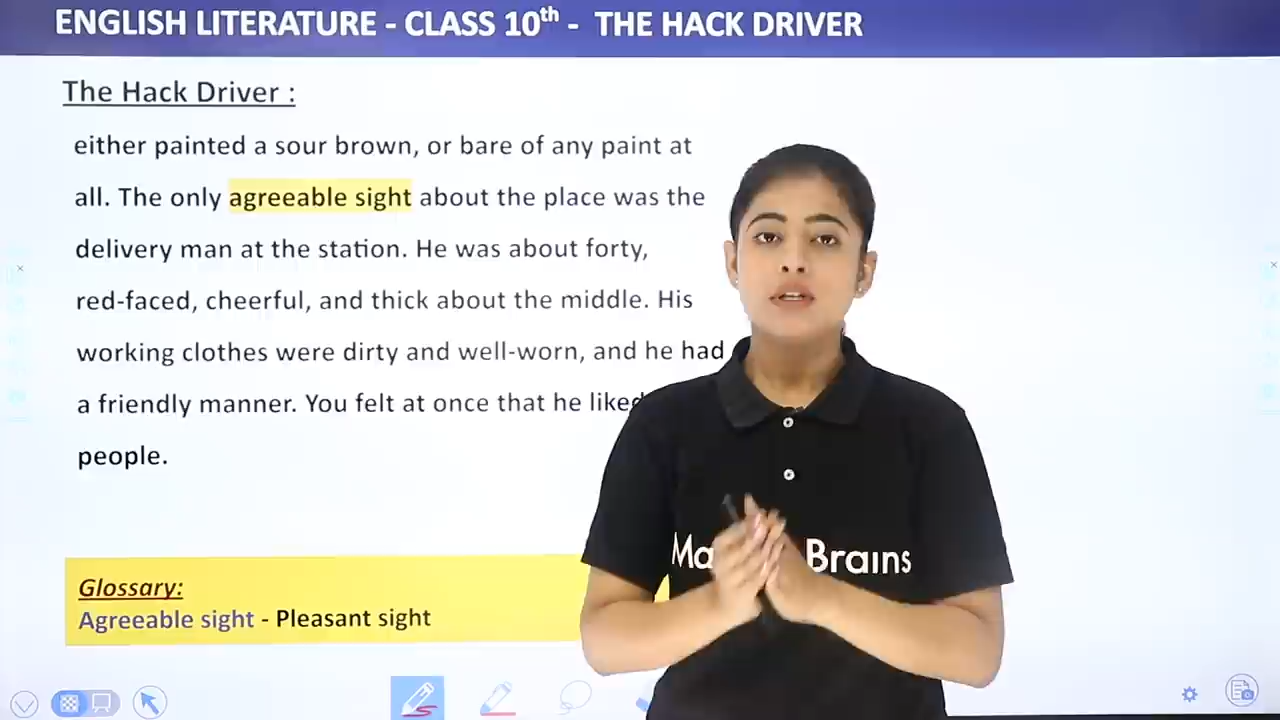 ENGLISH LITERATURE - CLASS 10th - THE HACK DRIVER
The Hack Driver :
either painted a sour brown, or bare of any paint at
all. The only agreeable sight about the place was the
delivery man at the station. He was about forty,
red-faced, cheerful, and thick about the middle. His
working clothes were dirty and well-worn, and he had
a friendly manner. You felt at once that he liked
people.
Glossary:
Agreeable sight - Pleasant sight
Brains